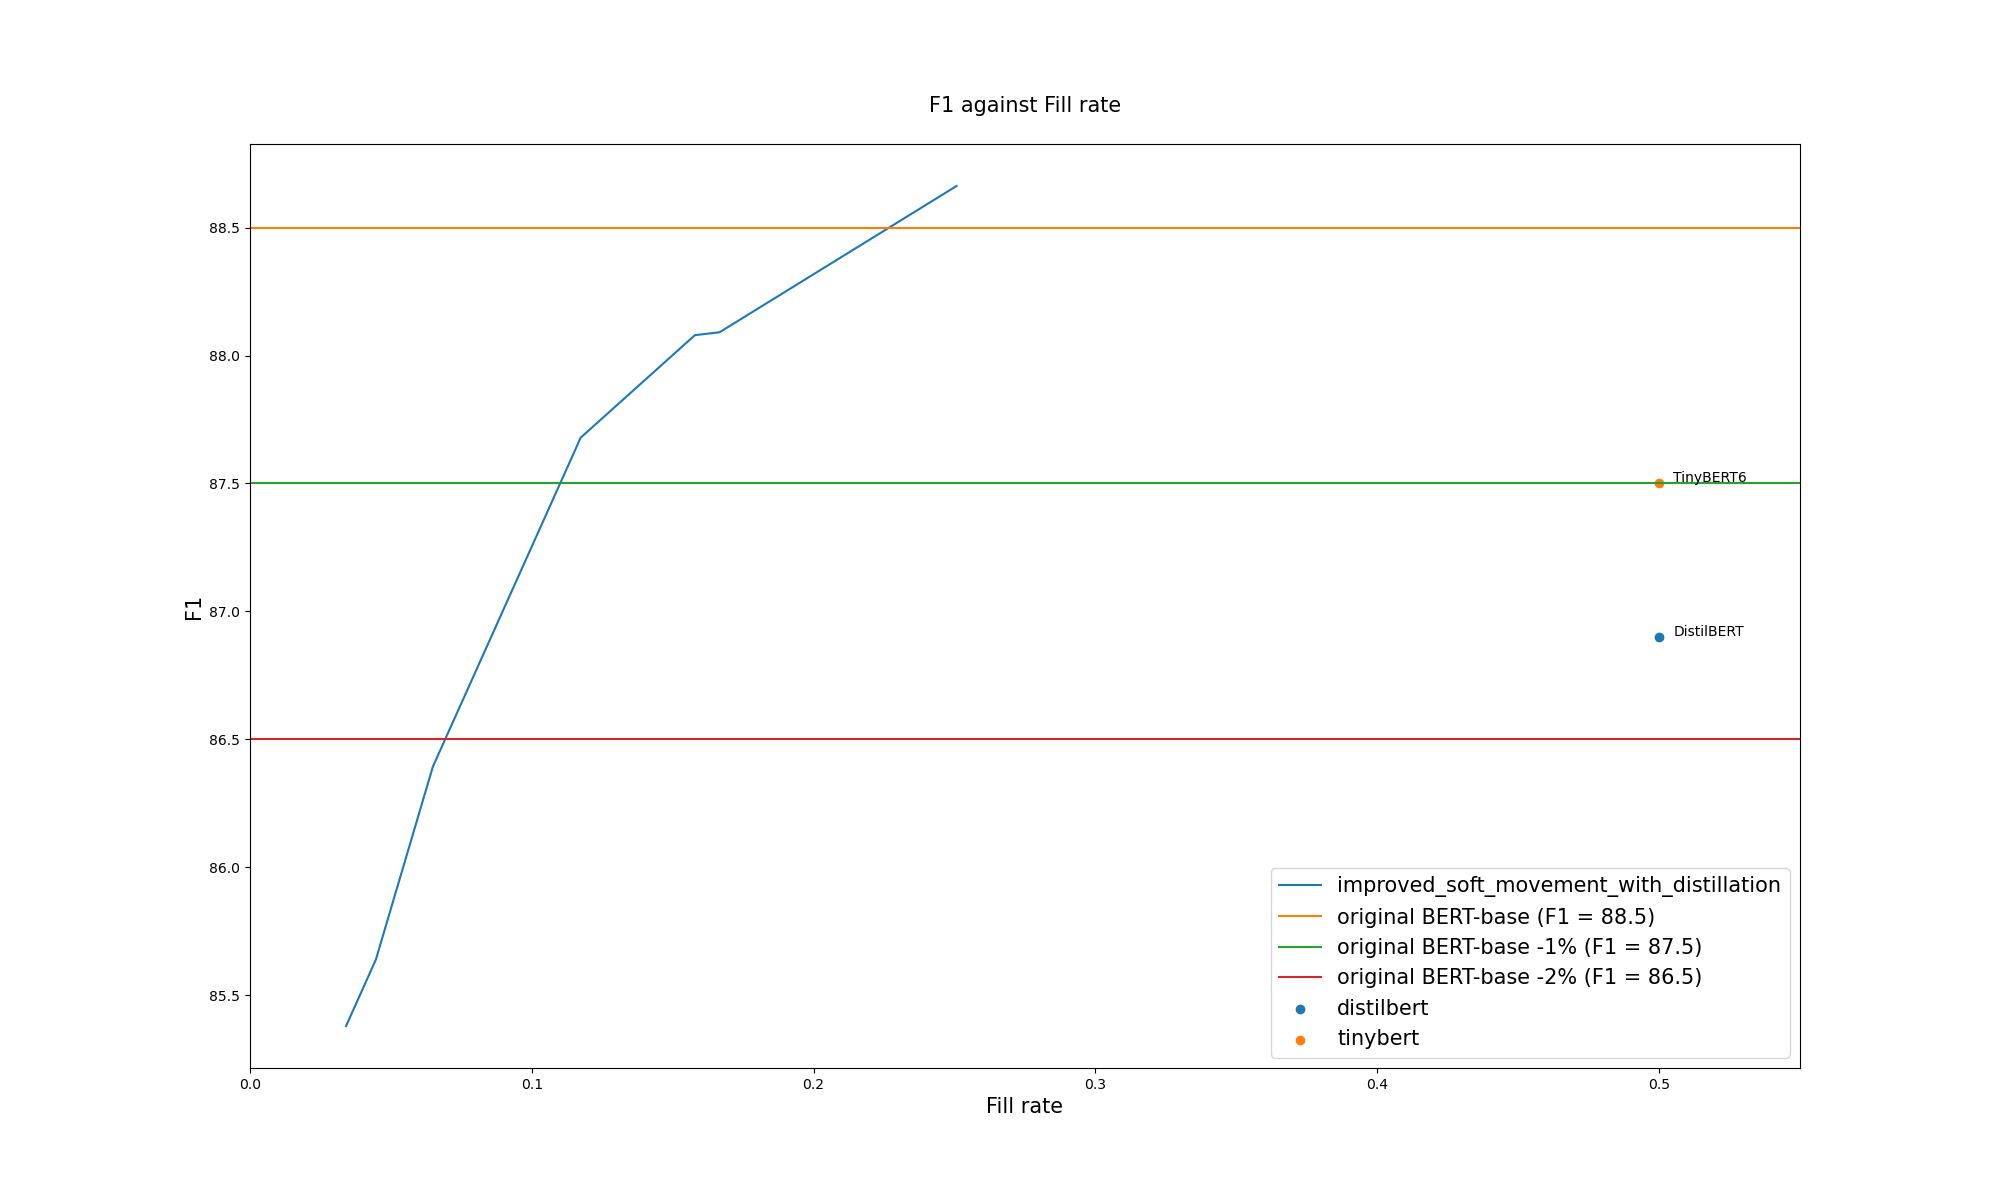 F1 against Fill rate
88.5
88.0
87.5
87.0
86.5
86.0
85.5
F1
TinyBERT6
DistilBERT
improved_soft_movement_with_distillation
original BERT-base (F1 = 88.5)
original BERT-base -1% (F1 = 87.5)
original BERT-base -2% (F1 = 86.5)
distilbert
tinybert
0.0 0.1 0.2 0.3 0.4 0.5
Fill rate